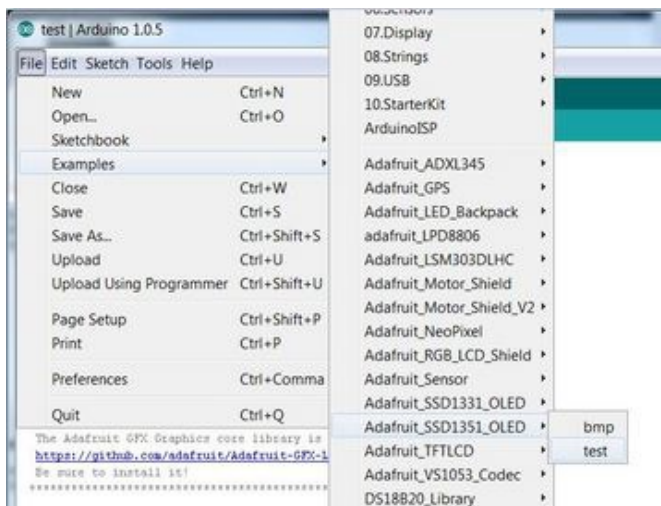 test | Arduino 1.0.5
File Edit Sketch Tools Help
New Ctrl+N
Open... Ctrl+O
Sketchbook
Examples
Close Ctrl+W
Save Ctrl+S
Save As... Ctrl+Shift+S
Upload Ctrl+U
Upload Using Programmer Ctrl+Shift+U
Page Setup Ctrl+Shift+P
Print Ctrl+P
Preferences Ctrl+Comma
Quit Ctrl+Q
The Adafruit GFX Graphics core library is
https://github.com/adafruit/Adafruit-GFX-L
Be sure to install it!
06.Sensors
07.Display
08.Strings
09.USB
10.StarterKit
ArduinoISP
Adafruit_ADXL345
Adafruit_GPS
Adafruit_LED_Backpack
adafruit_LPD8806
Adafruit_LSM303DLHC
Adafruit_Motor_Shield
Adafruit_Motor_Shield_V2
Adafruit_NeoPixel
Adafruit_RGB_LCD_Shield
Adafruit_Sensor
Adafruit_SSD1331_OLED
Adafruit_SSD1351_OLED
Adafruit_TFTLCD
Adafruit_VS1053_Codec
DS18B20_Library
bmp
test